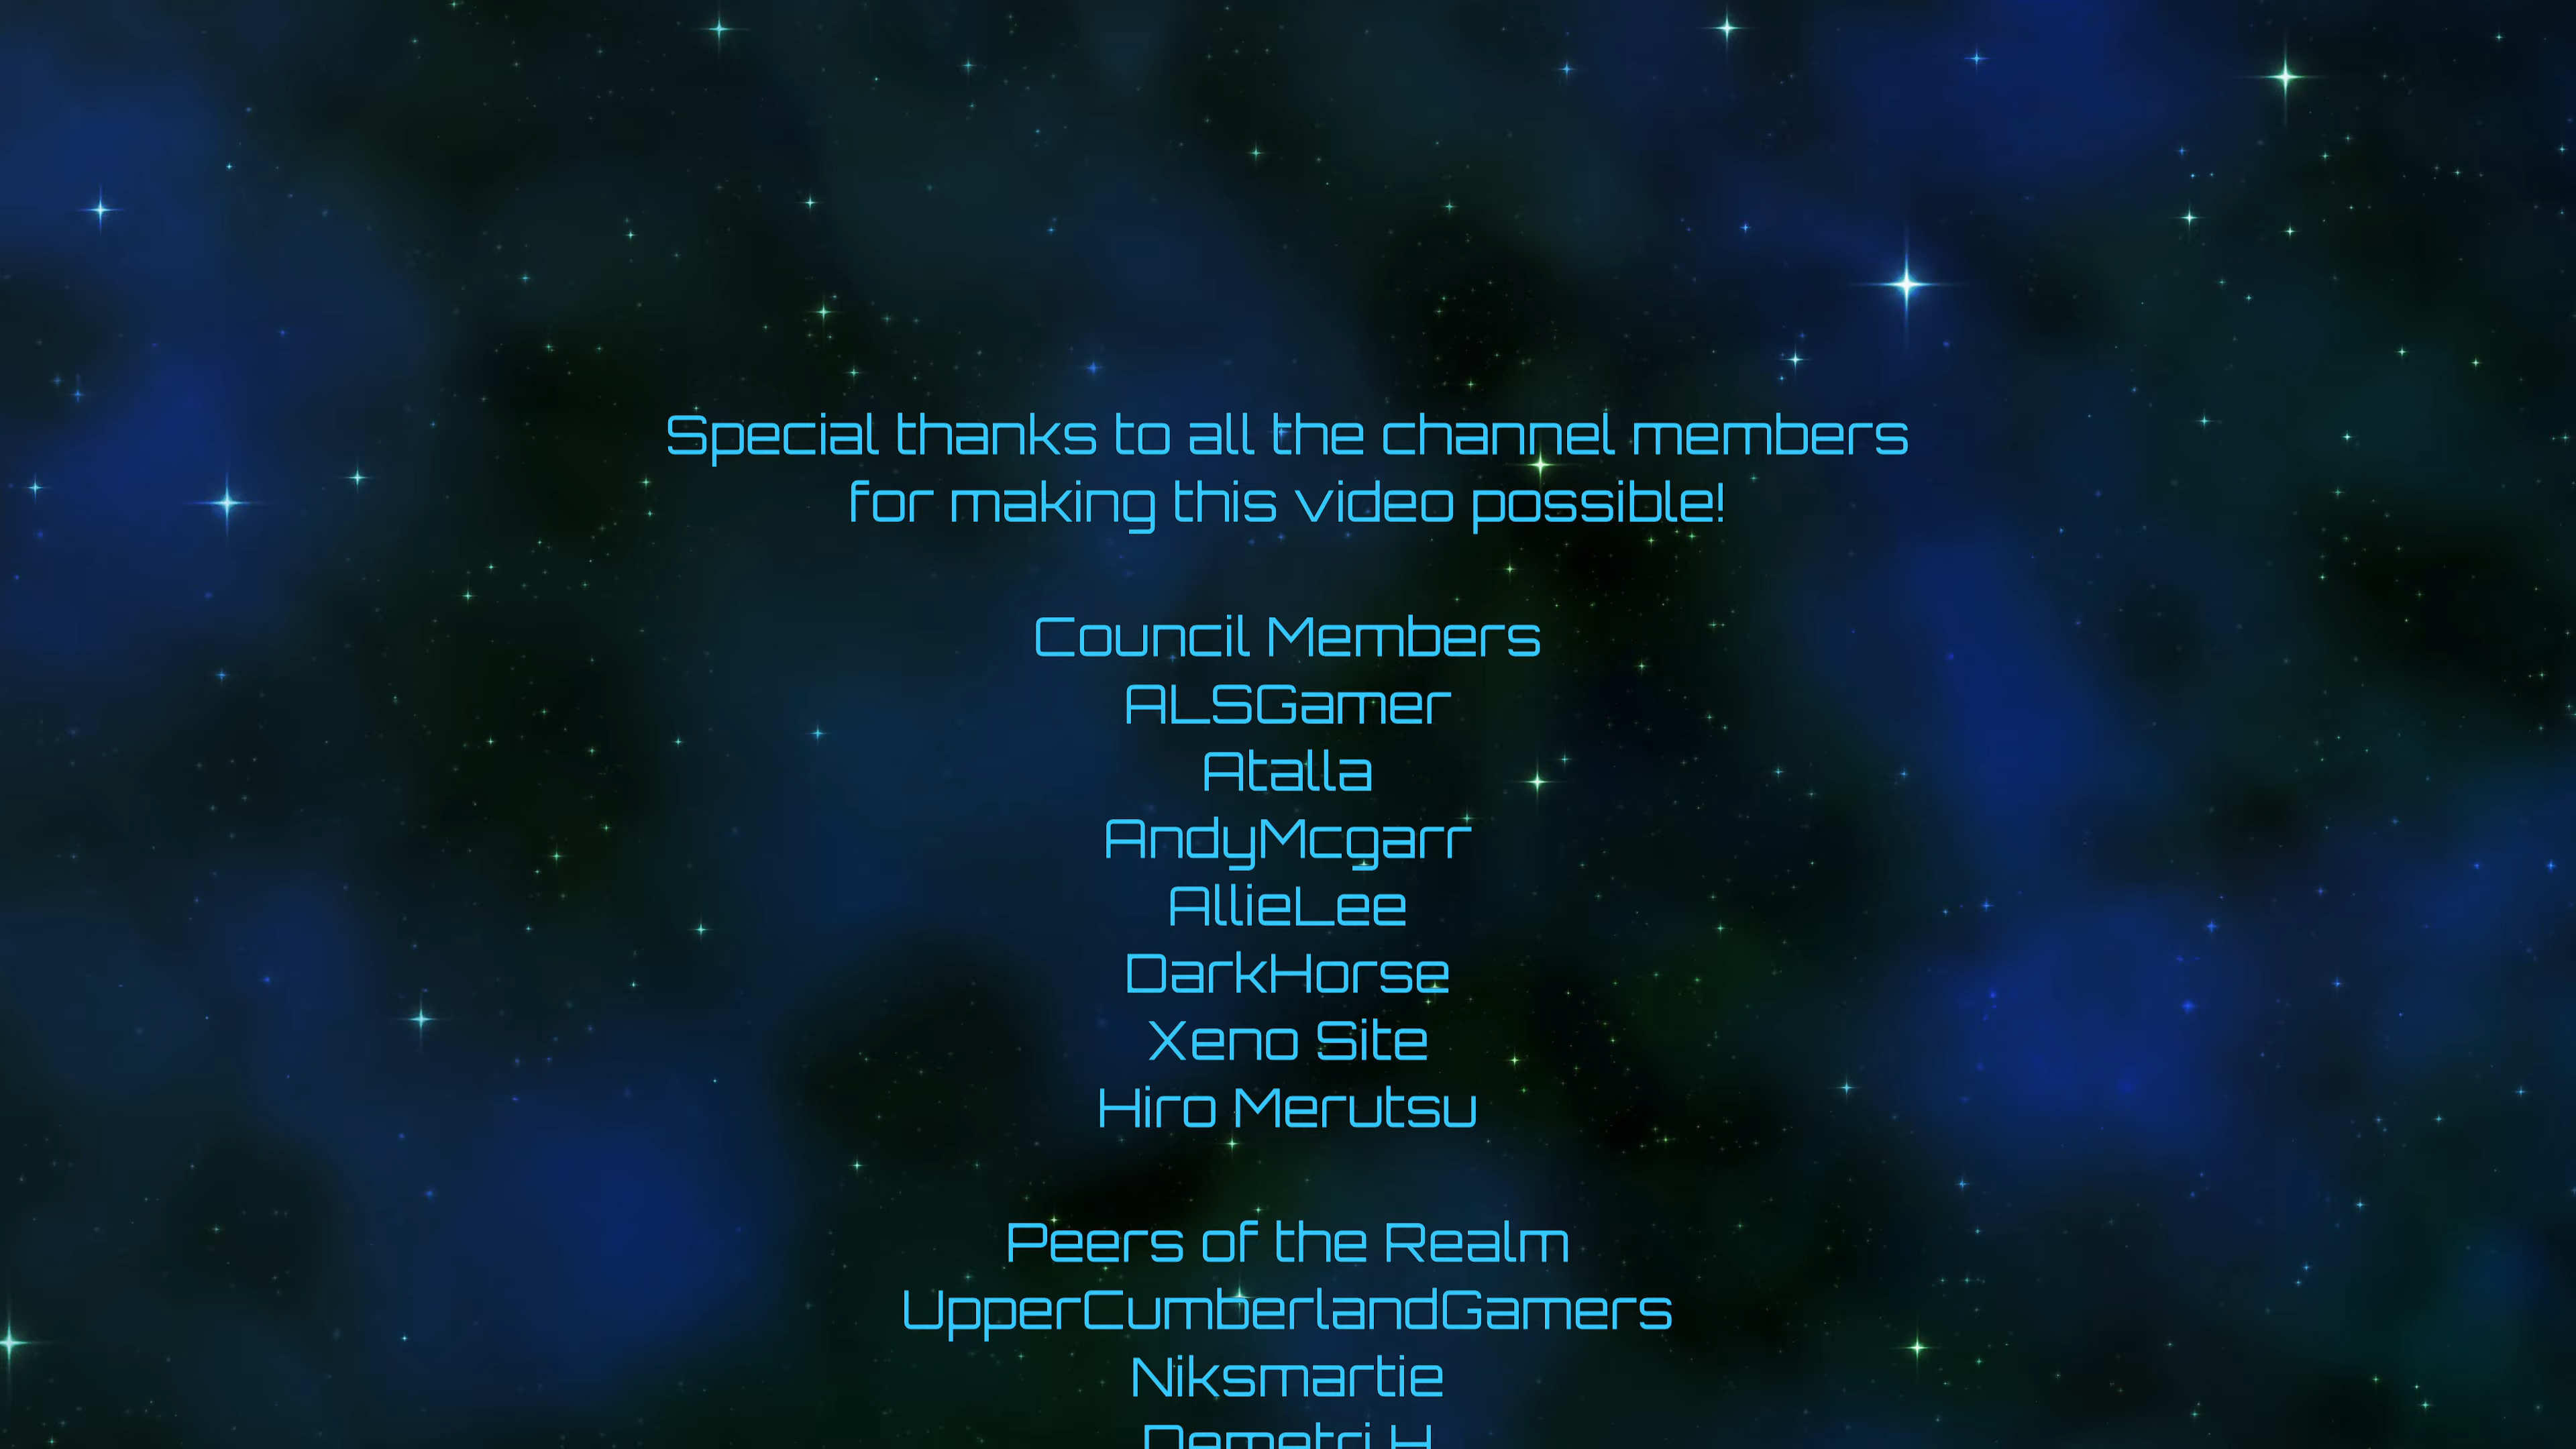 Special thanks to all the channel members
for making this video possible!
Council Members
ALSGamer
Atalla
AndyMcgarr
AllieLee
DarkHorse
Xeno Site
Hiro Merutsu
Peers of the Realm
UpperCumberlandGamers
Niksmartie
Demetri H